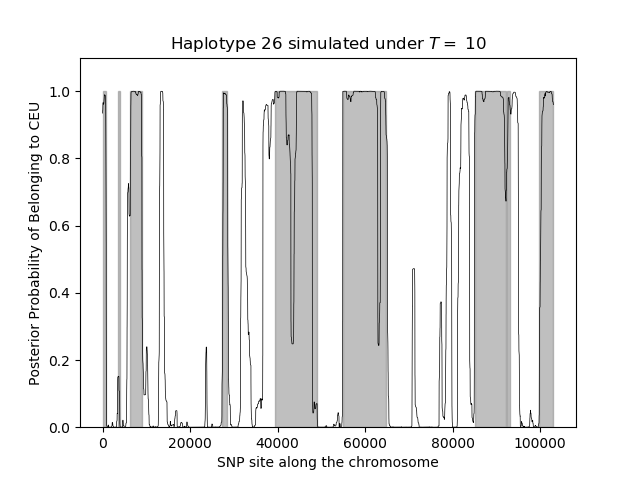 Haplotype 26 simulated under T = 10
Posterior Probability of Belonging to CEU
1.0
0.8
0.6
0.4
0.2
0.0
0 20000 40000 60000 80000 100000
SNP site along the chromosome